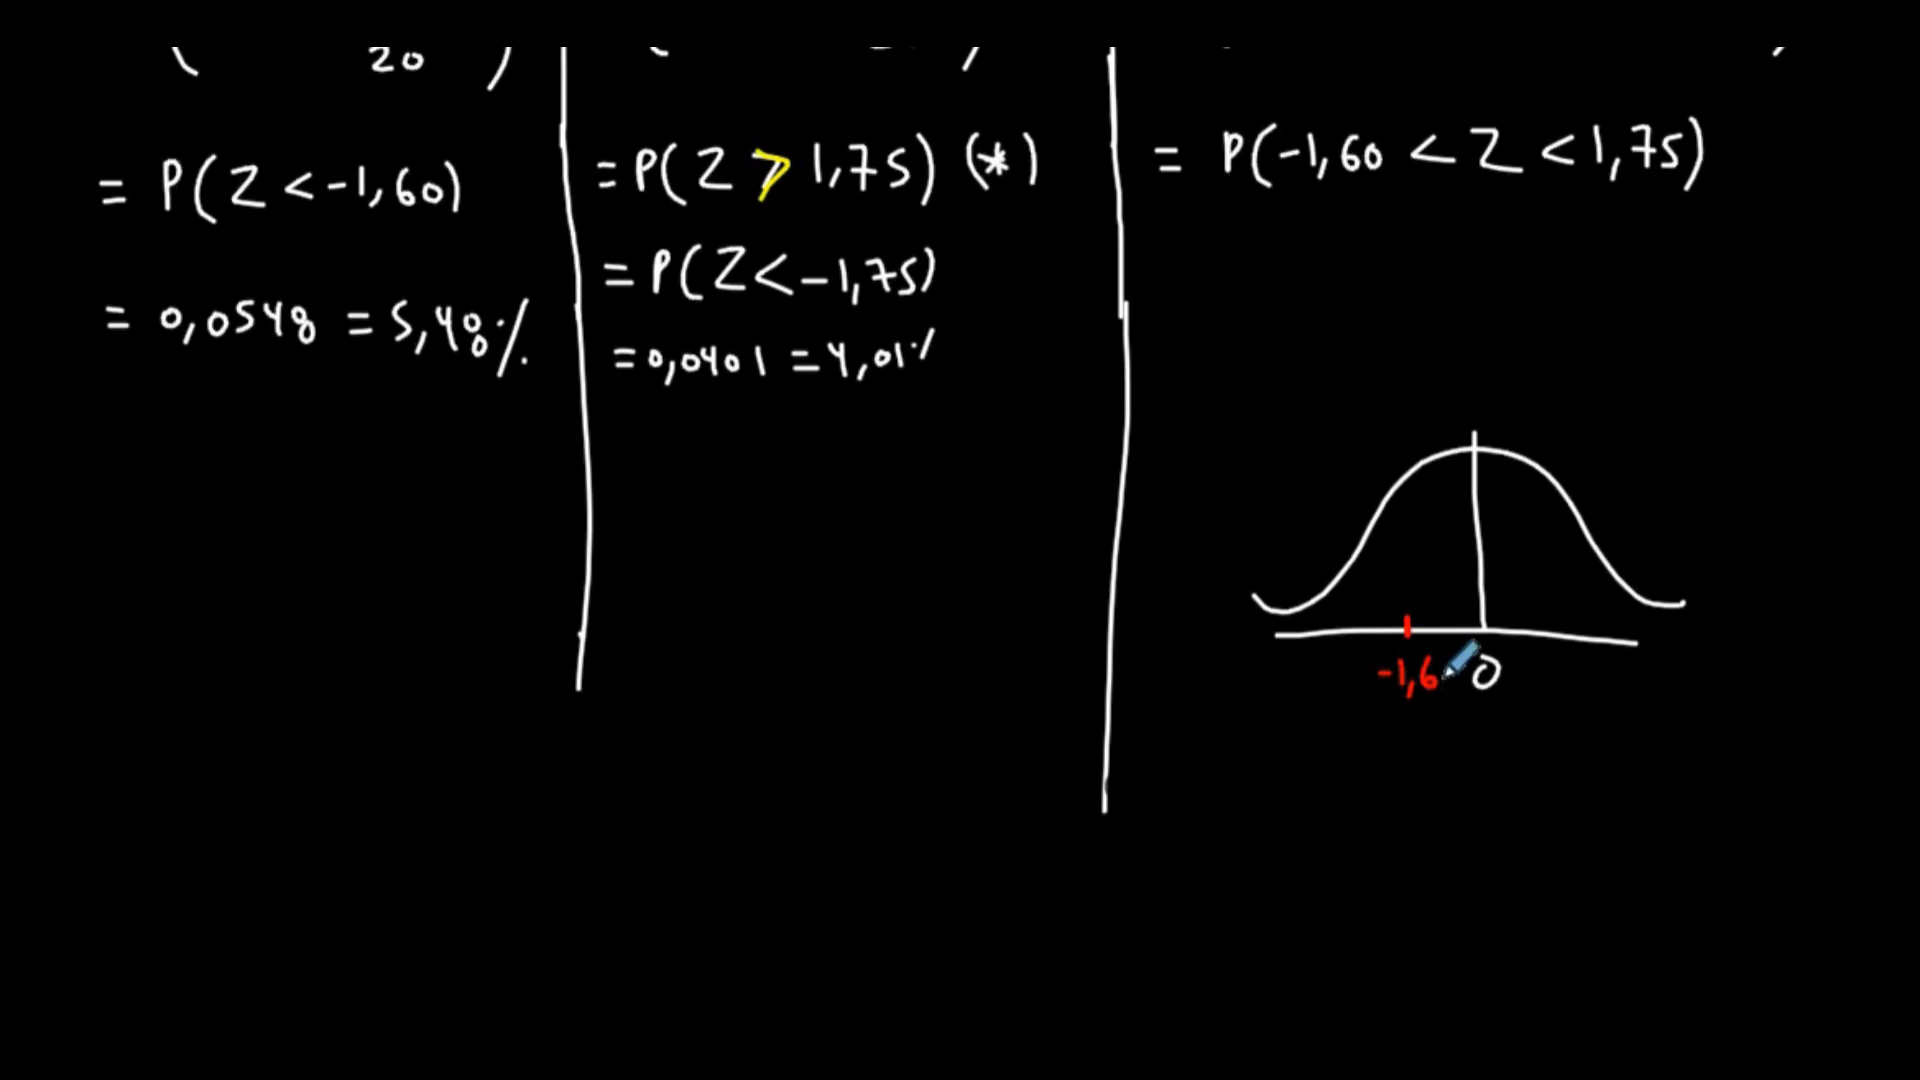 ( 20 )
= P(Z < -1,60)
= 0,0548 = 5,48%
= P(Z > 1,75) (*)
= P(Z < -1,75)
= 0,0401 = 4,01%
= P(-1,60 < Z < 1,75)
-1,6 0